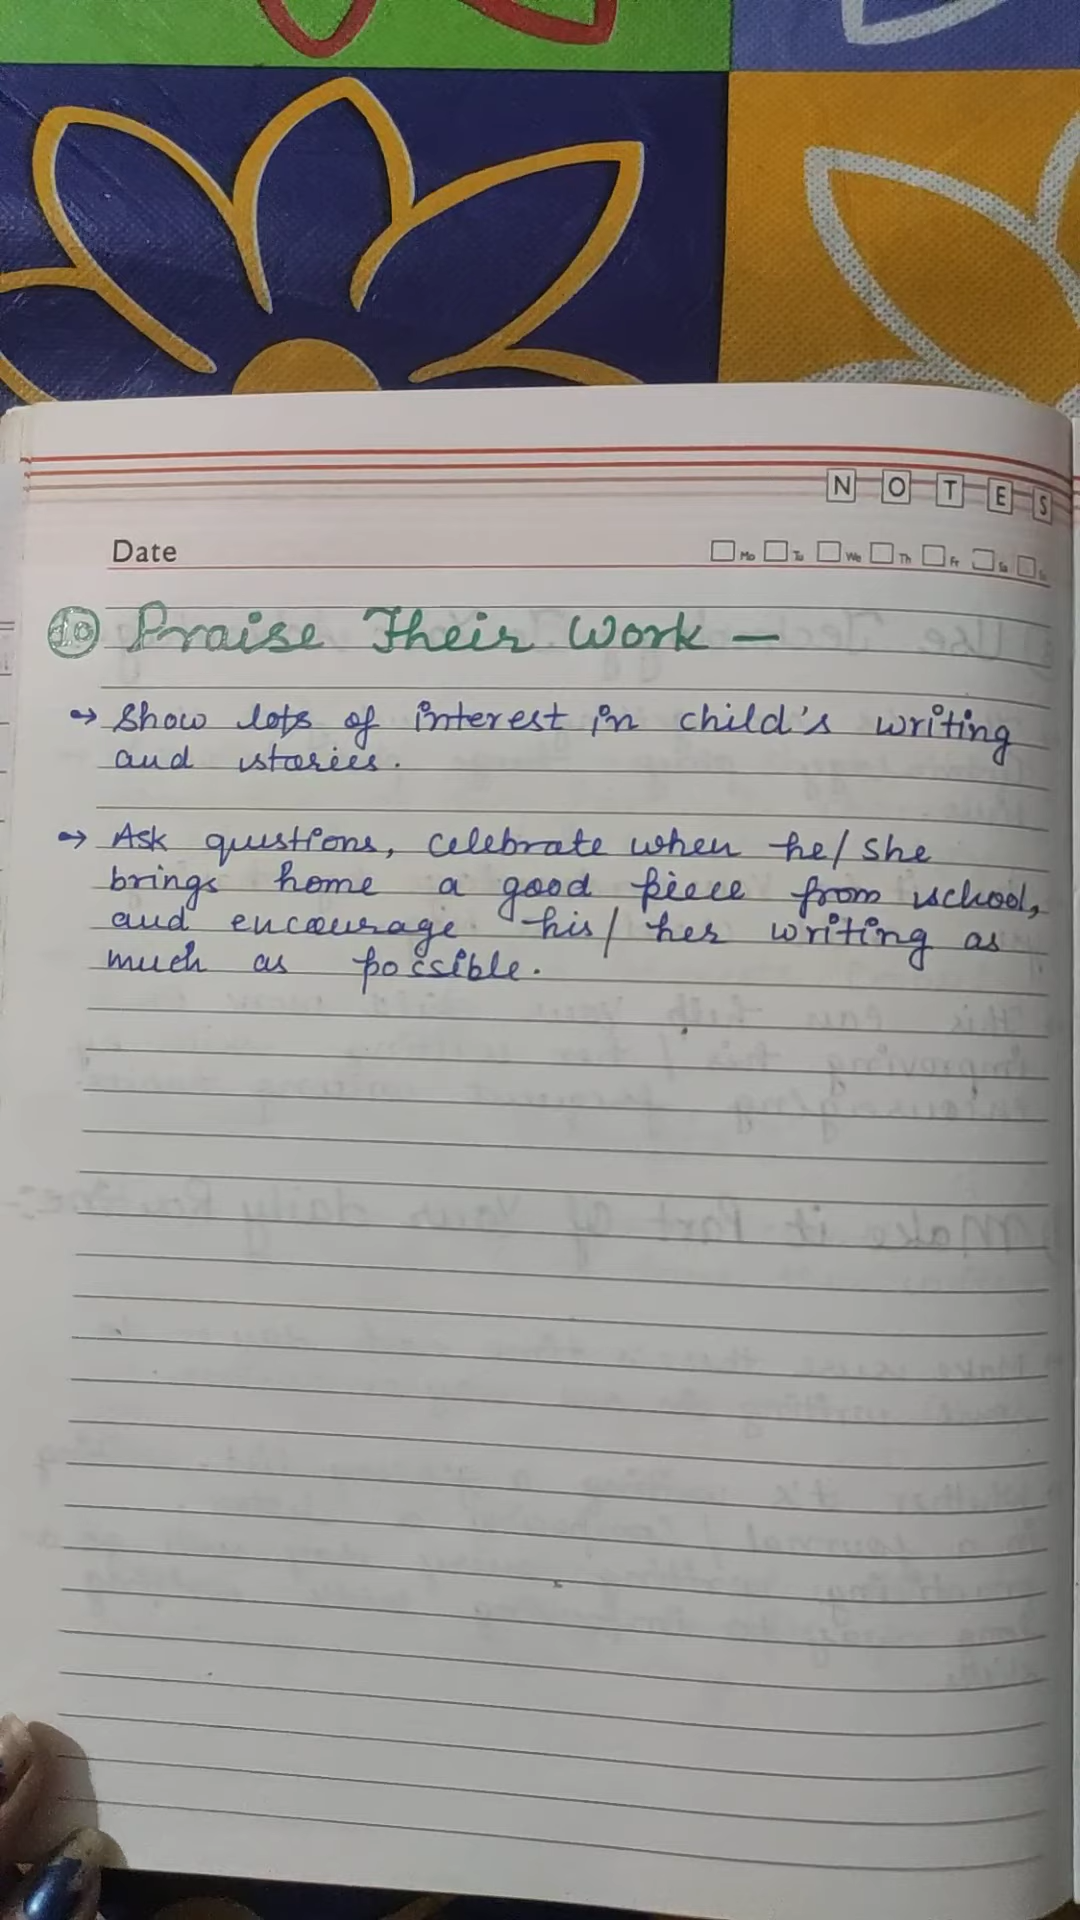 NOTES
Date Mo Tu We Th Fr Sa
10 Praise Their Work —
→ Show lots of interest in child's writing
and stories.
→ Ask questions, celebrate when he/she
brings home a good piece from school,
and encourage his/her writing as
much as possible.